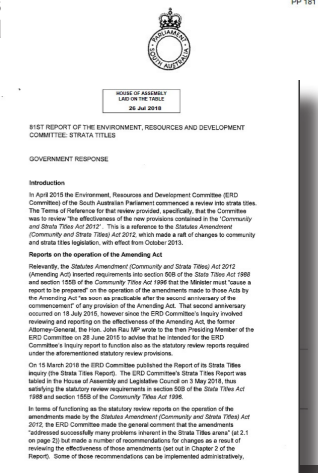 PP 181
PARLIAMENT
SOUTH AUSTRALIA
HOUSE OF ASSEMBLY
LAID ON THE TABLE
26 Jul 2018
81ST REPORT OF THE ENVIRONMENT, RESOURCES AND DEVELOPMENT
COMMITTEE: STRATA TITLES
GOVERNMENT RESPONSE
Introduction
In April 2015 the Environment, Resources and Development Committee (ERD
Committee) of the South Australian Parliament commenced a review into strata titles.
The Terms of Reference for that review provided, specifically, that the Committee
was to review "the effectiveness of the new provisions contained in the 'Community
and Strata Titles Act 2012'. This is a reference to the Statutes Amendment
(Community and Strata Titles) Act 2012, which made a raft of changes to community
and strata titles legislation, with effect from October 2013.
Reports on the operation of the Amending Act
Relevantly, the Statutes Amendment (Community and Strata Titles) Act 2012
(Amending Act) inserted requirements into section 50B of the Strata Titles Act 1988
and section 155B of the Community Titles Act 1996 that the Minister must "cause a
report to be prepared" on the operation of the amendments made to those Acts by
the Amending Act "as soon as practicable after the second anniversary of the
commencement" of any provision of the Amending Act. That second anniversary
occurred on 18 July 2015, however since the ERD Committee's Inquiry involved
reviewing and reporting on the effectiveness of the Amending Act, the former
Attorney-General, the Hon. John Rau MP wrote to the then Presiding Member of the
ERD Committee on 28 June 2015 to advise that he intended for the ERD
Committee's Inquiry report to function also as the statutory review reports required
under the aforementioned statutory review provisions.
On 15 March 2018 the ERD Committee published the Report of its Strata Titles
Inquiry (the Strata Titles Report). The ERD Committee's Strata Titles Report was
tabled in the House of Assembly and Legislative Council on 3 May 2018, thus
satisfying the statutory review requirements in section 50B of the Strata Titles Act
1988 and section 155B of the Community Titles Act 1996.
In terms of functioning as the statutory review reports on the operation of the
amendments made by the Statutes Amendment (Community and Strata Titles) Act
2012, the ERD Committee made the general comment that the amendments
"addressed successfully many problems inherent in the Strata Titles arena" (at 2.1
on page 2)) but made a number of recommendations for changes as a result of
reviewing the effectiveness of those amendments (set out in Chapter 2 of the
Report). Some of those recommendations can be implemented administratively,